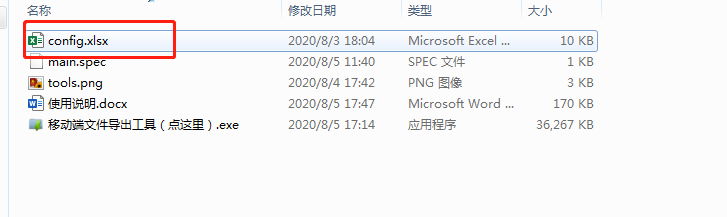 名称 修改日期 类型 大小
config.xlsx 2020/8/3 18:04 Microsoft Excel ... 10 KB
main.spec 2020/8/5 11:40 SPEC 文件 1 KB
tools.png 2020/8/4 17:42 PNG 图像 3 KB
使用说明.docx 2020/8/5 17:47 Microsoft Word ... 170 KB
移动端文件导出工具（点这里）.exe 2020/8/5 17:14 应用程序 36,267 KB